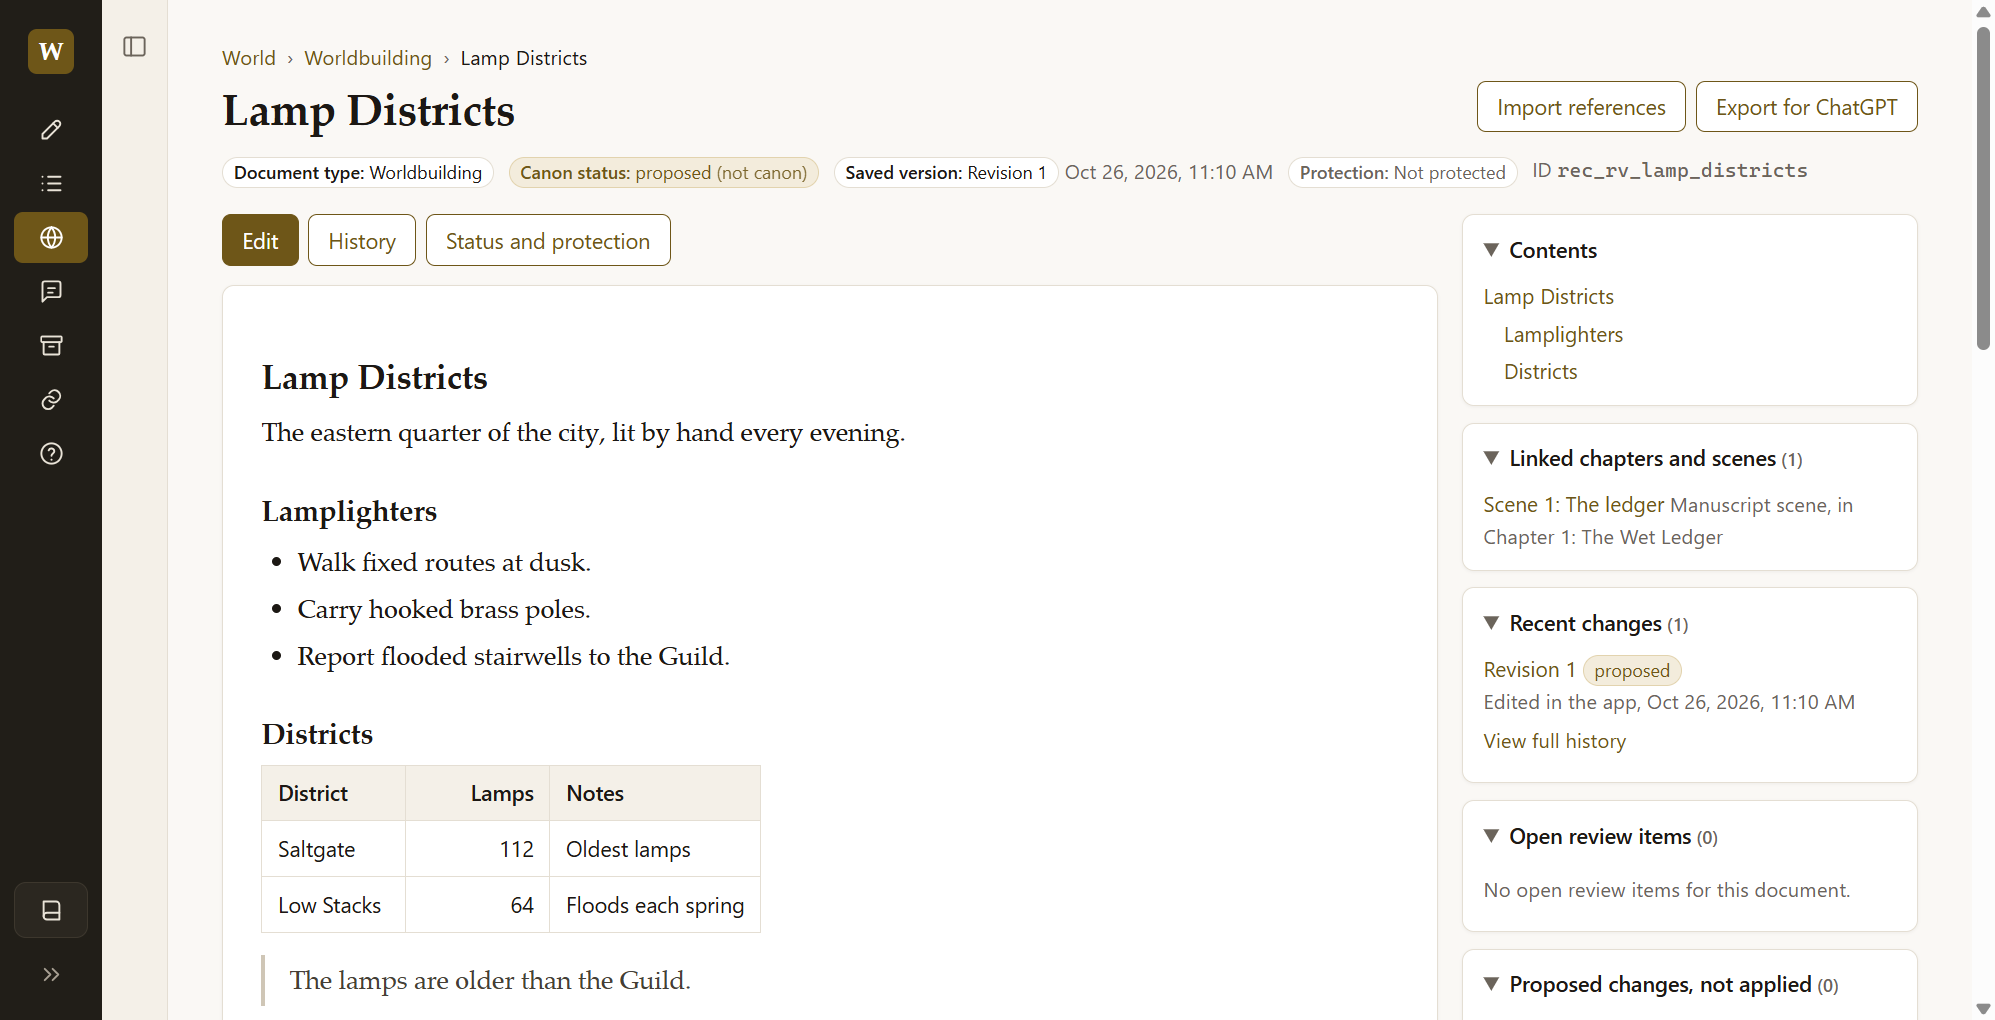 W
World › Worldbuilding › Lamp Districts
Lamp Districts
Import references
Export for ChatGPT
Document type: Worldbuilding
Canon status: proposed (not canon)
Saved version: Revision 1 Oct 26, 2026, 11:10 AM
Protection: Not protected
ID rec_rv_lamp_districts
Edit
History
Status and protection
Lamp Districts
The eastern quarter of the city, lit by hand every evening.
Lamplighters
• Walk fixed routes at dusk.
• Carry hooked brass poles.
• Report flooded stairwells to the Guild.
Districts
District Lamps Notes
Saltgate 112 Oldest lamps
Low Stacks 64 Floods each spring
The lamps are older than the Guild.
Contents
Lamp Districts
Lamplighters
Districts
Linked chapters and scenes (1)
Scene 1: The ledger Manuscript scene, in
Chapter 1: The Wet Ledger
Recent changes (1)
Revision 1 proposed
Edited in the app, Oct 26, 2026, 11:10 AM
View full history
Open review items (0)
No open review items for this document.
Proposed changes, not applied (0)